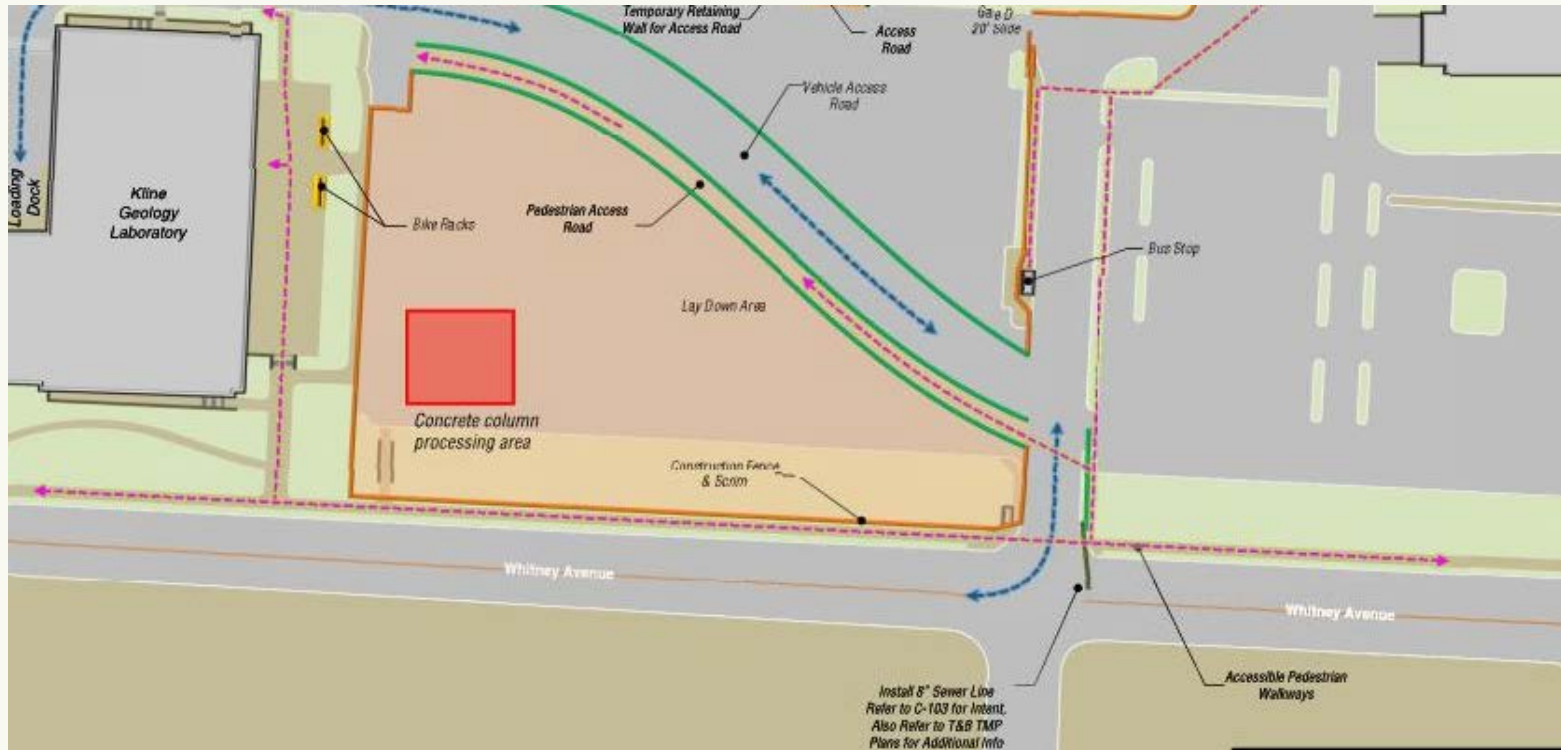 Temporary Retaining
Wall for Access Road
Access
Road
Gate D
20' Slide
Vehicle Access
Road
Loading
Dock
Kline
Geology
Laboratory
Bike Racks
Pedestrian Access
Road
Bus Stop
Lay Down Area
Concrete column
processing area
Construction Fence
& Scrim
Whitney Avenue
Whitney Avenue
Install 8" Sewer Line
Refer to C-103 for Intent.
Also Refer to T&B TMP
Plans for Additional Info
Accessible Pedestrian
Walkways